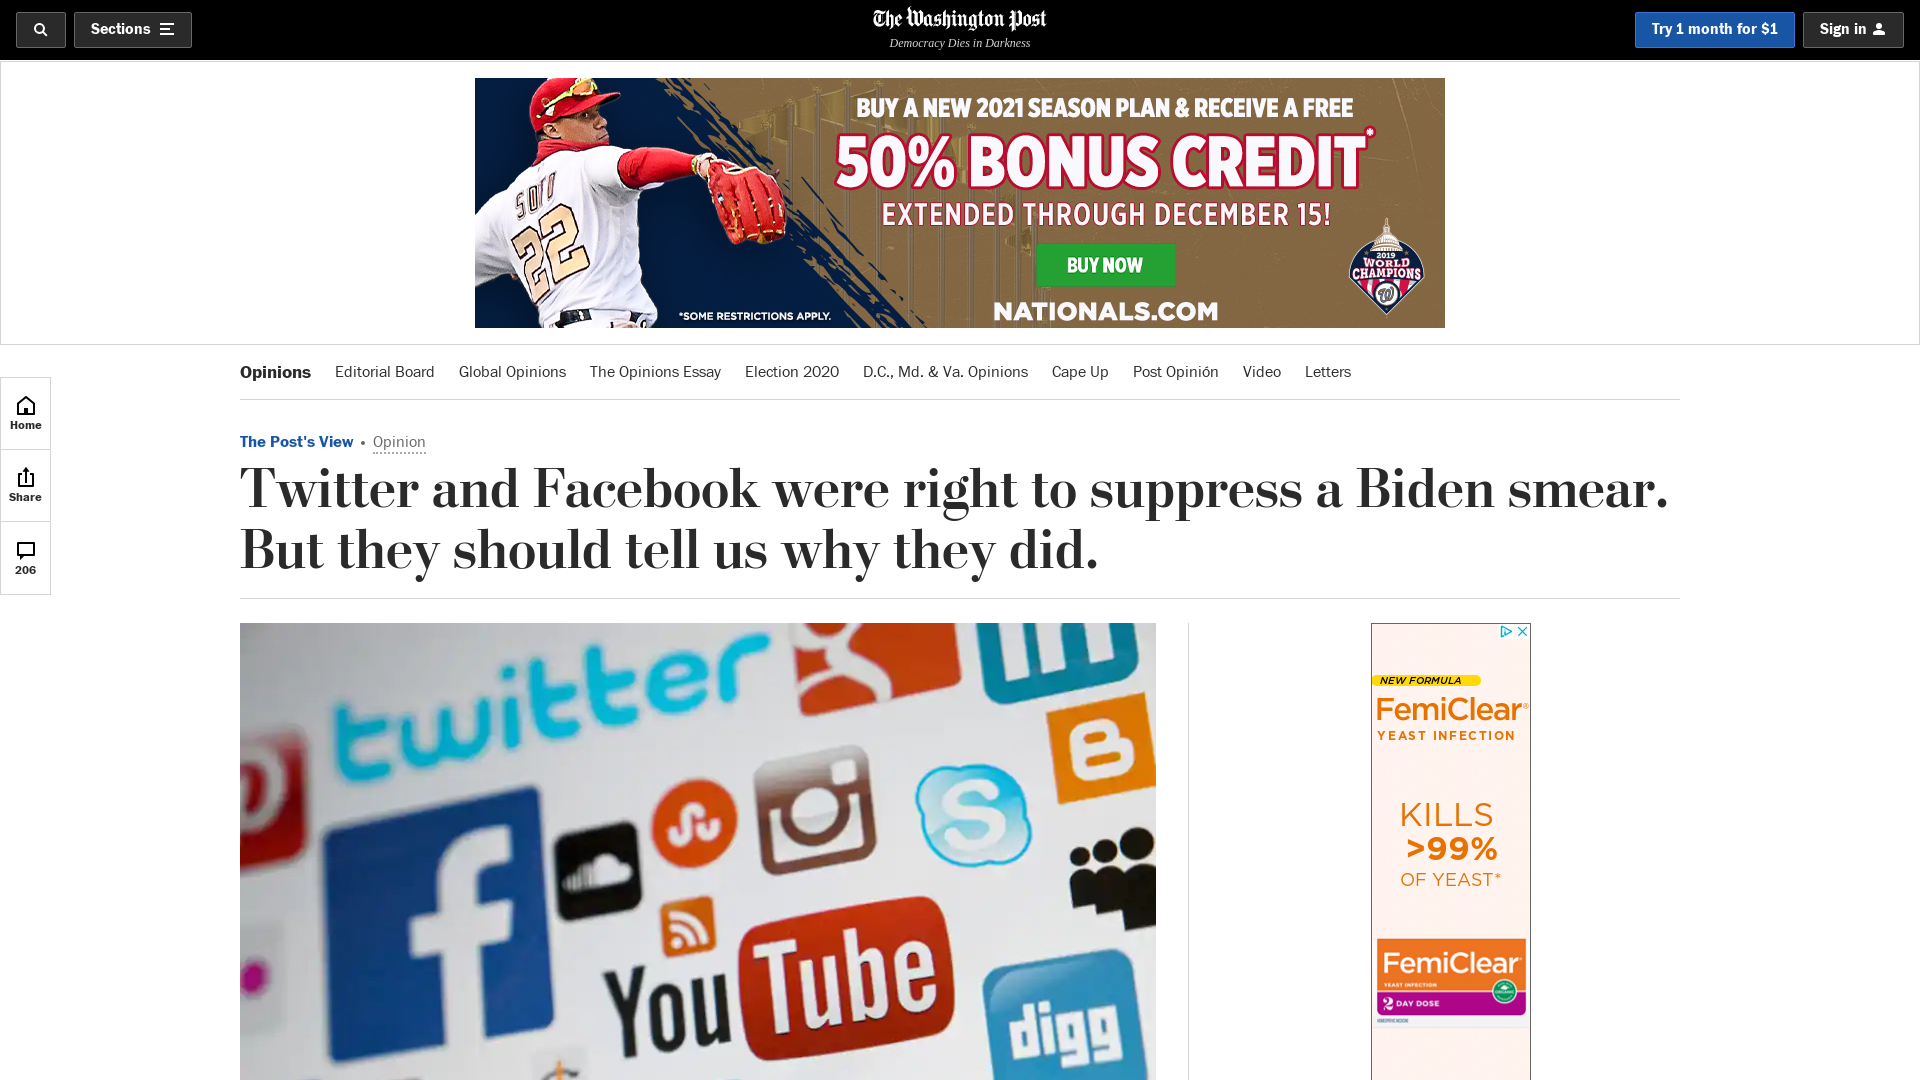 Sections
The Washington Post
Democracy Dies in Darkness
Try 1 month for $1
Sign in
BUY A NEW 2021 SEASON PLAN & RECEIVE A FREE
50% BONUS CREDIT*
EXTENDED THROUGH DECEMBER 15!
BUY NOW
NATIONALS.COM
*SOME RESTRICTIONS APPLY.
22
2019
WORLD
CHAMPIONS
W
Opinions
Editorial Board
Global Opinions
The Opinions Essay
Election 2020
D.C., Md. & Va. Opinions
Cape Up
Post Opinión
Video
Letters
Home
Share
206
The Post's View • Opinion
Twitter and Facebook were right to suppress a Biden smear.
But they should tell us why they did.
twitter
in
f
S
B
YouTube
digg
NEW FORMULA
FemiClear®
YEAST INFECTION
KILLS
>99%
OF YEAST*
FemiClear
YEAST INFECTION
2 DAY DOSE